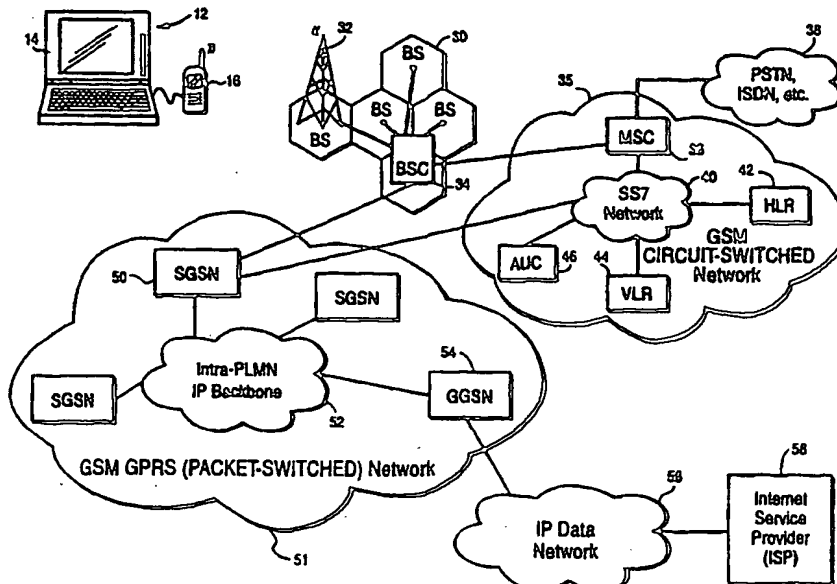 12
14
16
32
30
BS
BS
BS
BS
BS
BSC
34
35
38
PSTN,
ISDN, etc.
MSC
40
42
SS7
Network
HLR
GSM
CIRCUIT-SWITCHED
Network
AUC
46
44
VLR
50
SGSN
SGSN
SGSN
Intra-PLMN
IP Backbone
52
54
GGSN
GSM GPRS (PACKET-SWITCHED) Network
51
IP Data
Network
58
Internet
Service
Provider
(ISP)